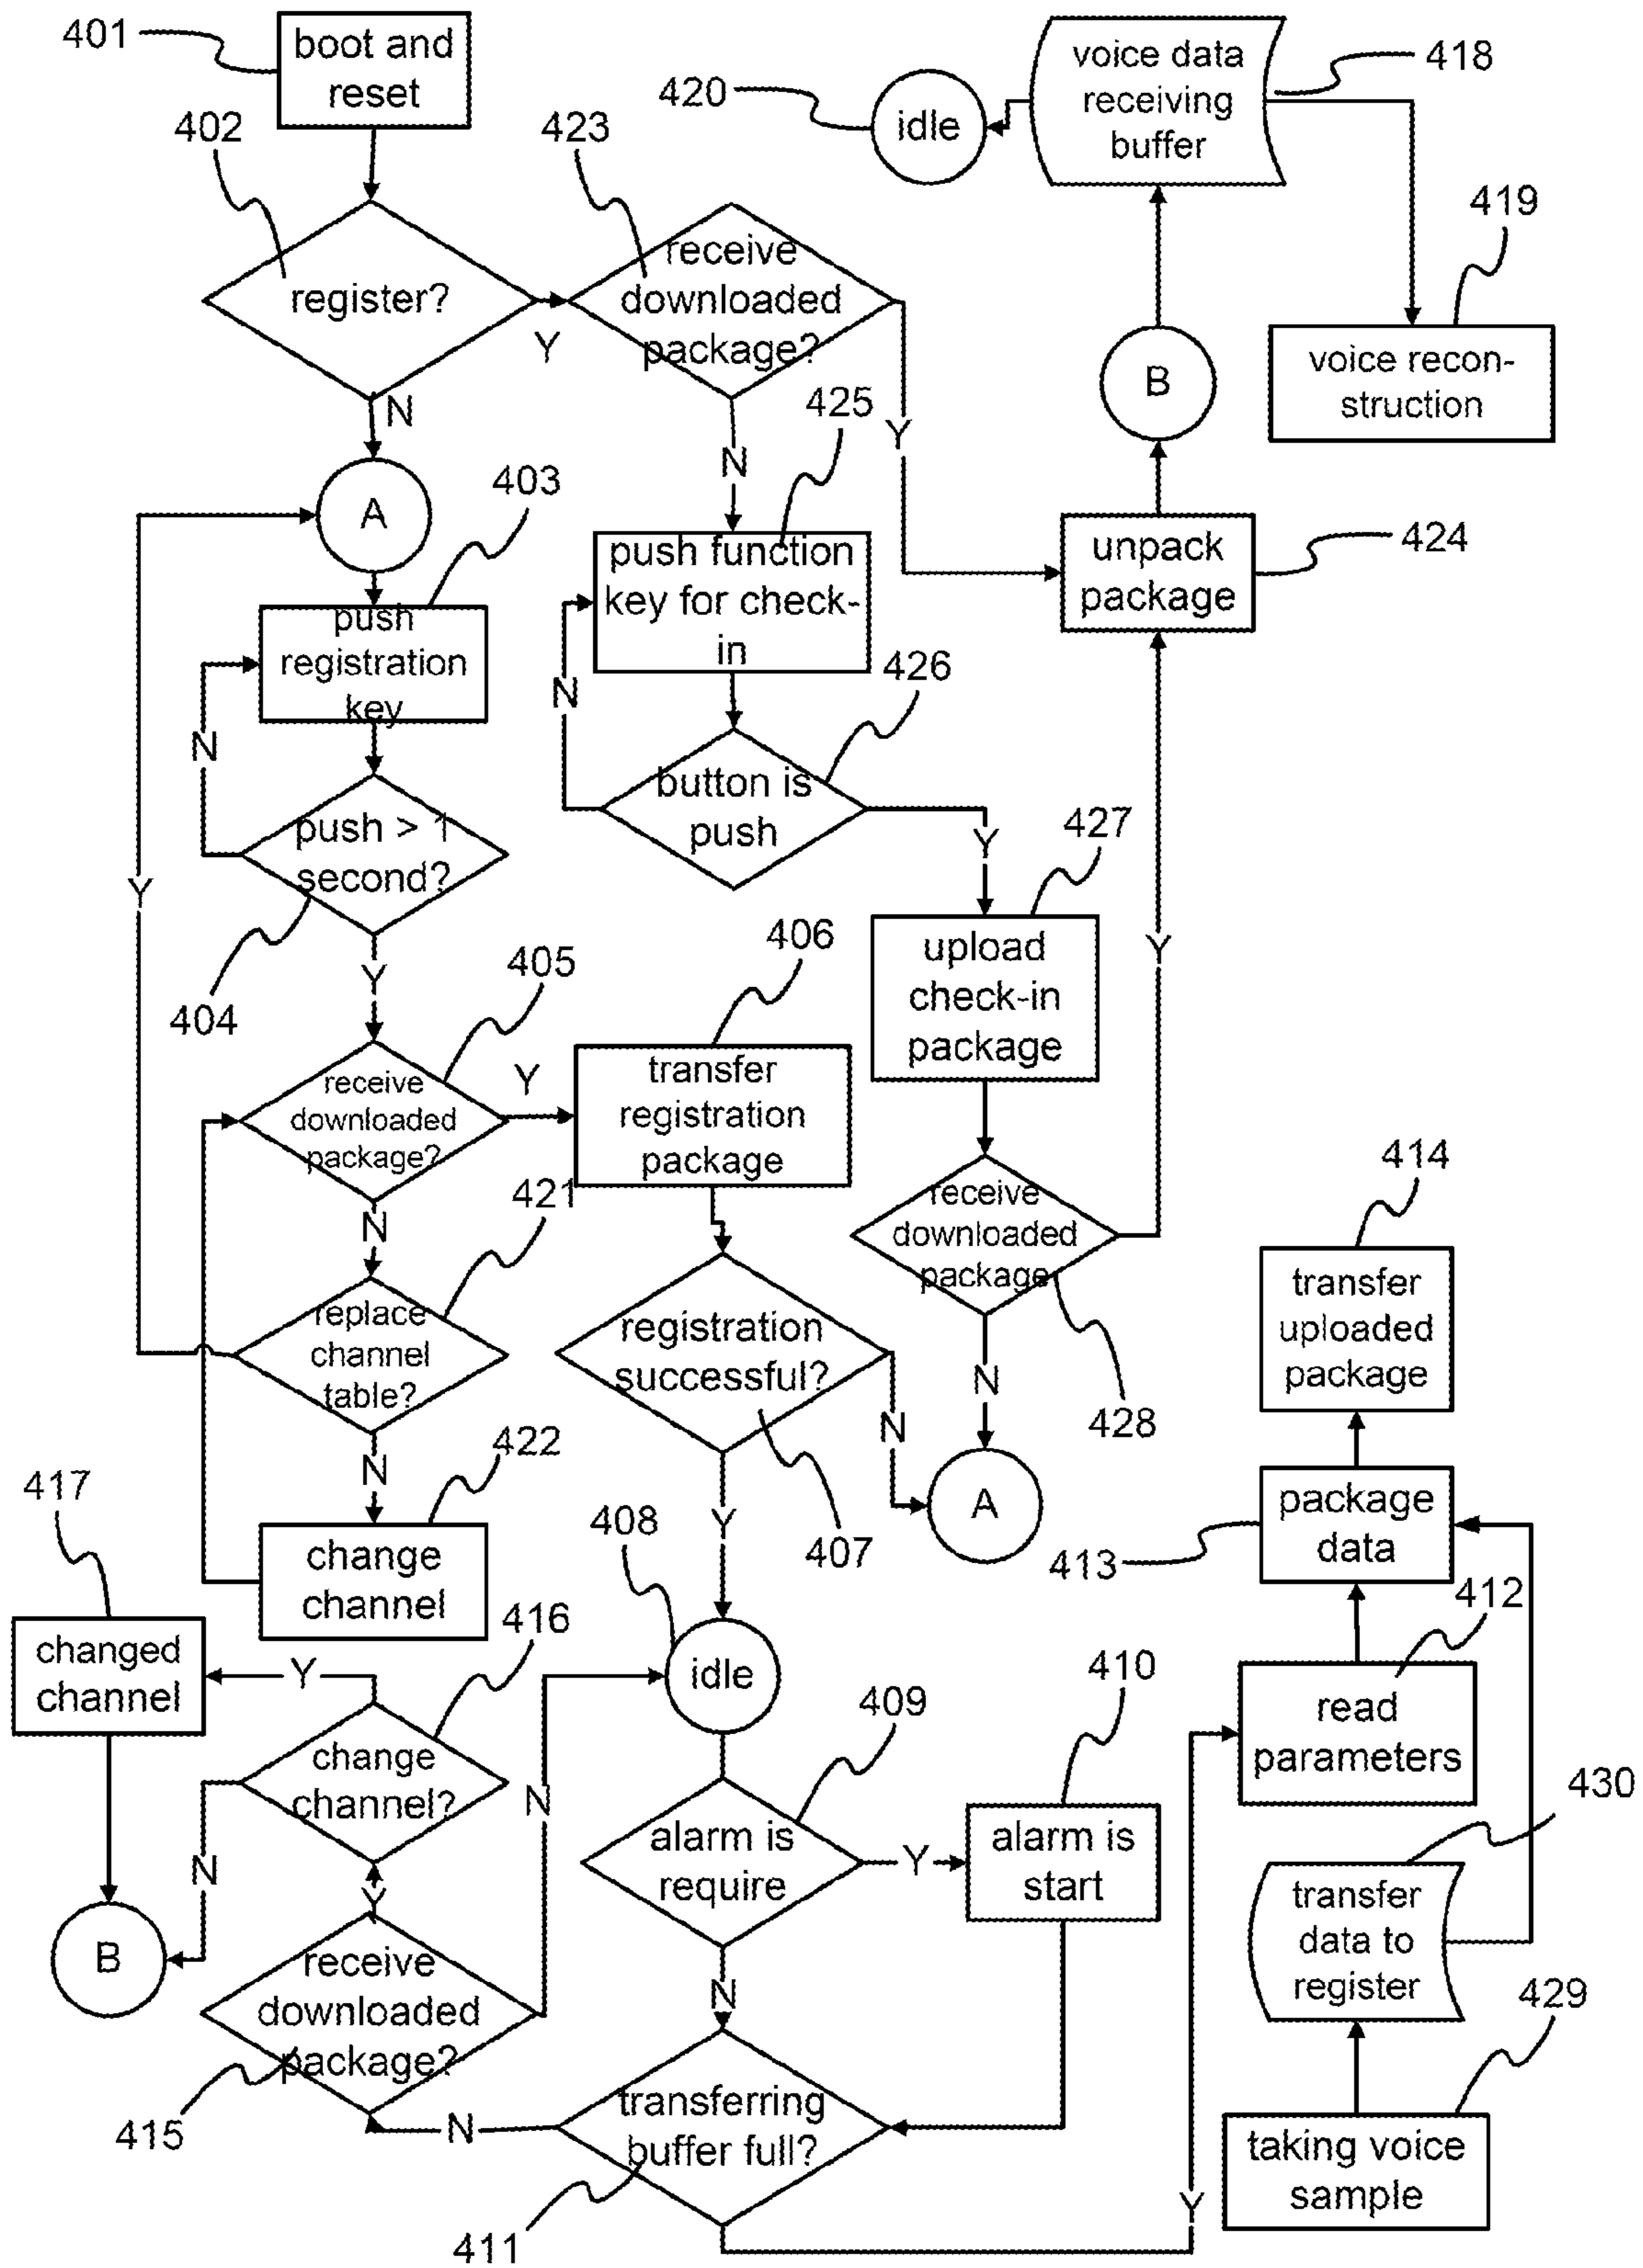 401
boot and
reset
420
idle
voice data
receiving
buffer
418
402
423
419
register?
Y
receive
downloaded
package?
N
425
N
Y
B
voice recon-
struction
A
403
push function
key for check-
in
unpack
package
424
push
registration
key
N
N
426
button is
push
push > 1
second?
Y
Y
427
404
Y
405
406
upload
check-in
package
Y
receive
downloaded
package?
Y
transfer
registration
package
414
N
421
receive
downloaded
package
transfer
uploaded
package
replace
channel
table?
registration
successful?
N
428
N
422
N
417
Y
407
A
package
data
413
408
change
channel
412
changed
channel
Y
416
idle
410
read
parameters
409
430
change
channel?
N
N
alarm is
require
Y
alarm is
start
transfer
data to
register
Y
B
receive
downloaded
package?
N
429
415
N
transferring
buffer full?
Y
taking voice
sample
411